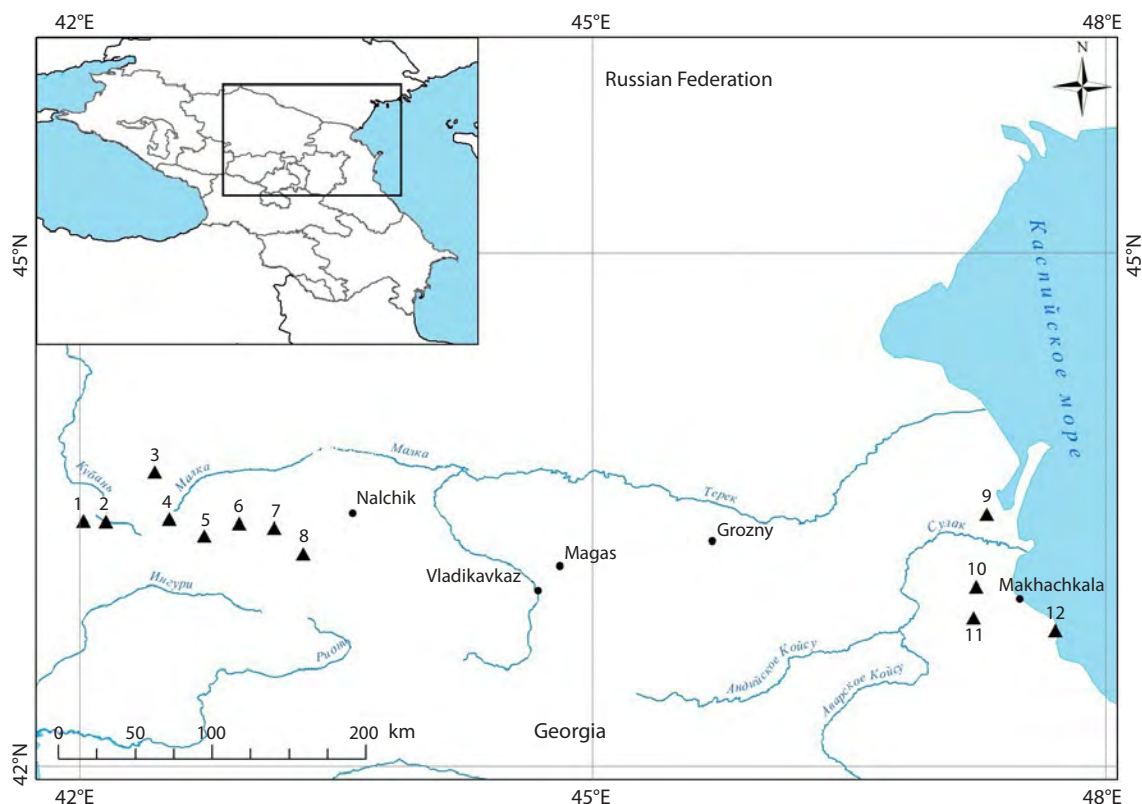 42°E
45°E
48°E
N
Russian Federation
45°N
45°N
Каспийское море
Кубань
3
Малка
Малка
1
2
4
5
6
7
8
Nalchik
Терек
Grozny
9
Сулак
Magas
Vladikavkaz
10
Makhachkala
11
12
Ингури
Риот
Андийское Койсу
Аварское Койсу
0 50 100 200 km
Georgia
42°N
42°N
42°E
45°E
48°E